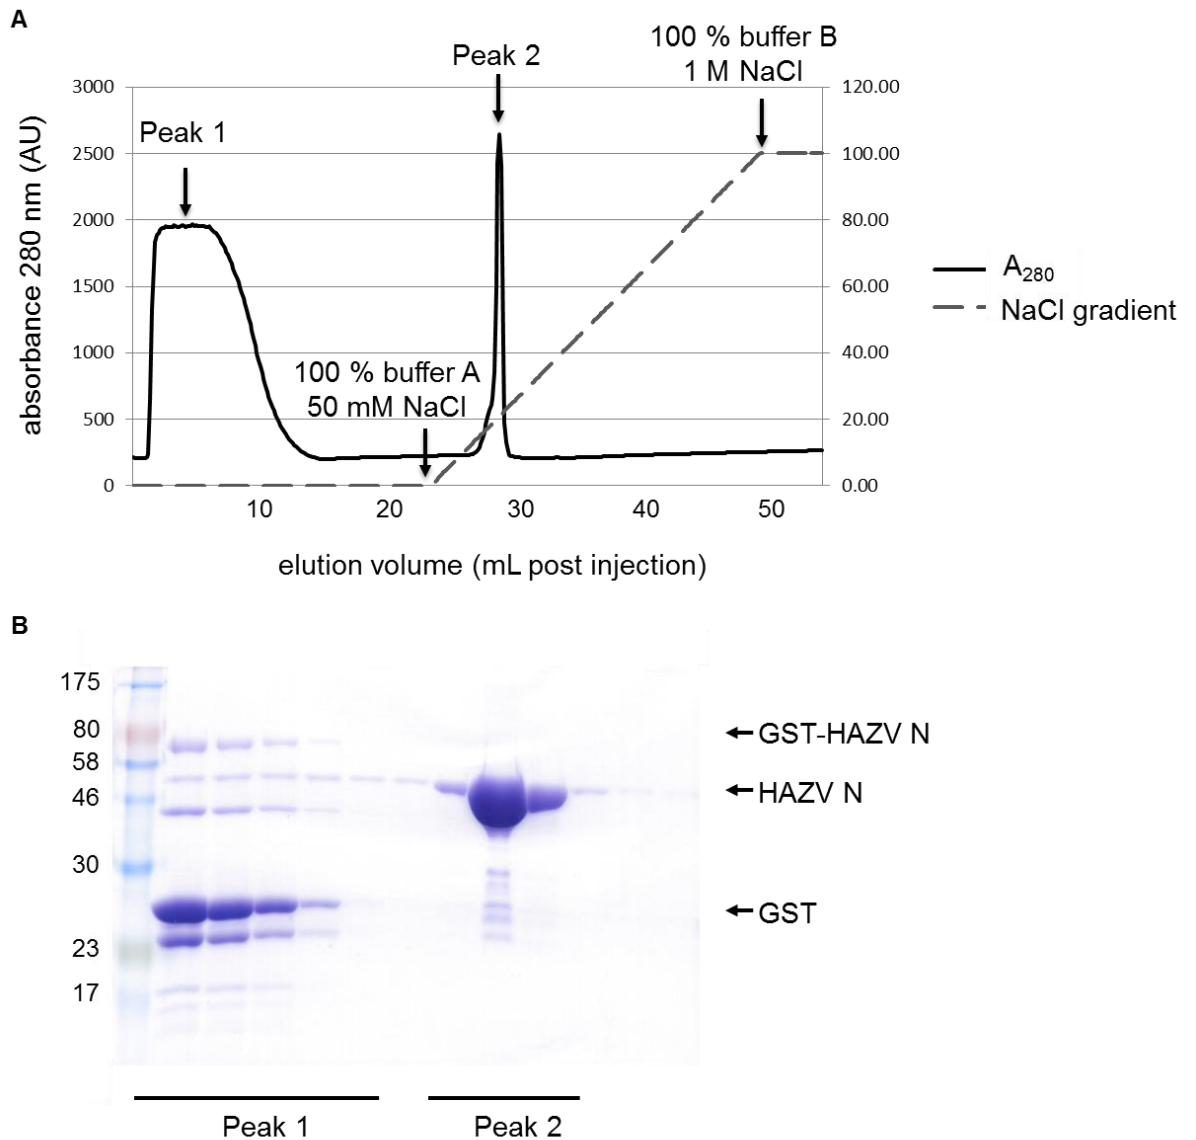 A
100 % buffer B
1 M NaCl
Peak 2
Peak 1
3000
2500
2000
1500
1000
500
0
absorbance 280 nm (AU)
120.00
100.00
80.00
60.00
40.00
20.00
0.00
100 % buffer A
50 mM NaCl
A280
NaCl gradient
10 20 30 40 50
elution volume (mL post injection)
B
175
80
58
46
30
23
17
GST-HAZV N
HAZV N
GST
Peak 1 Peak 2